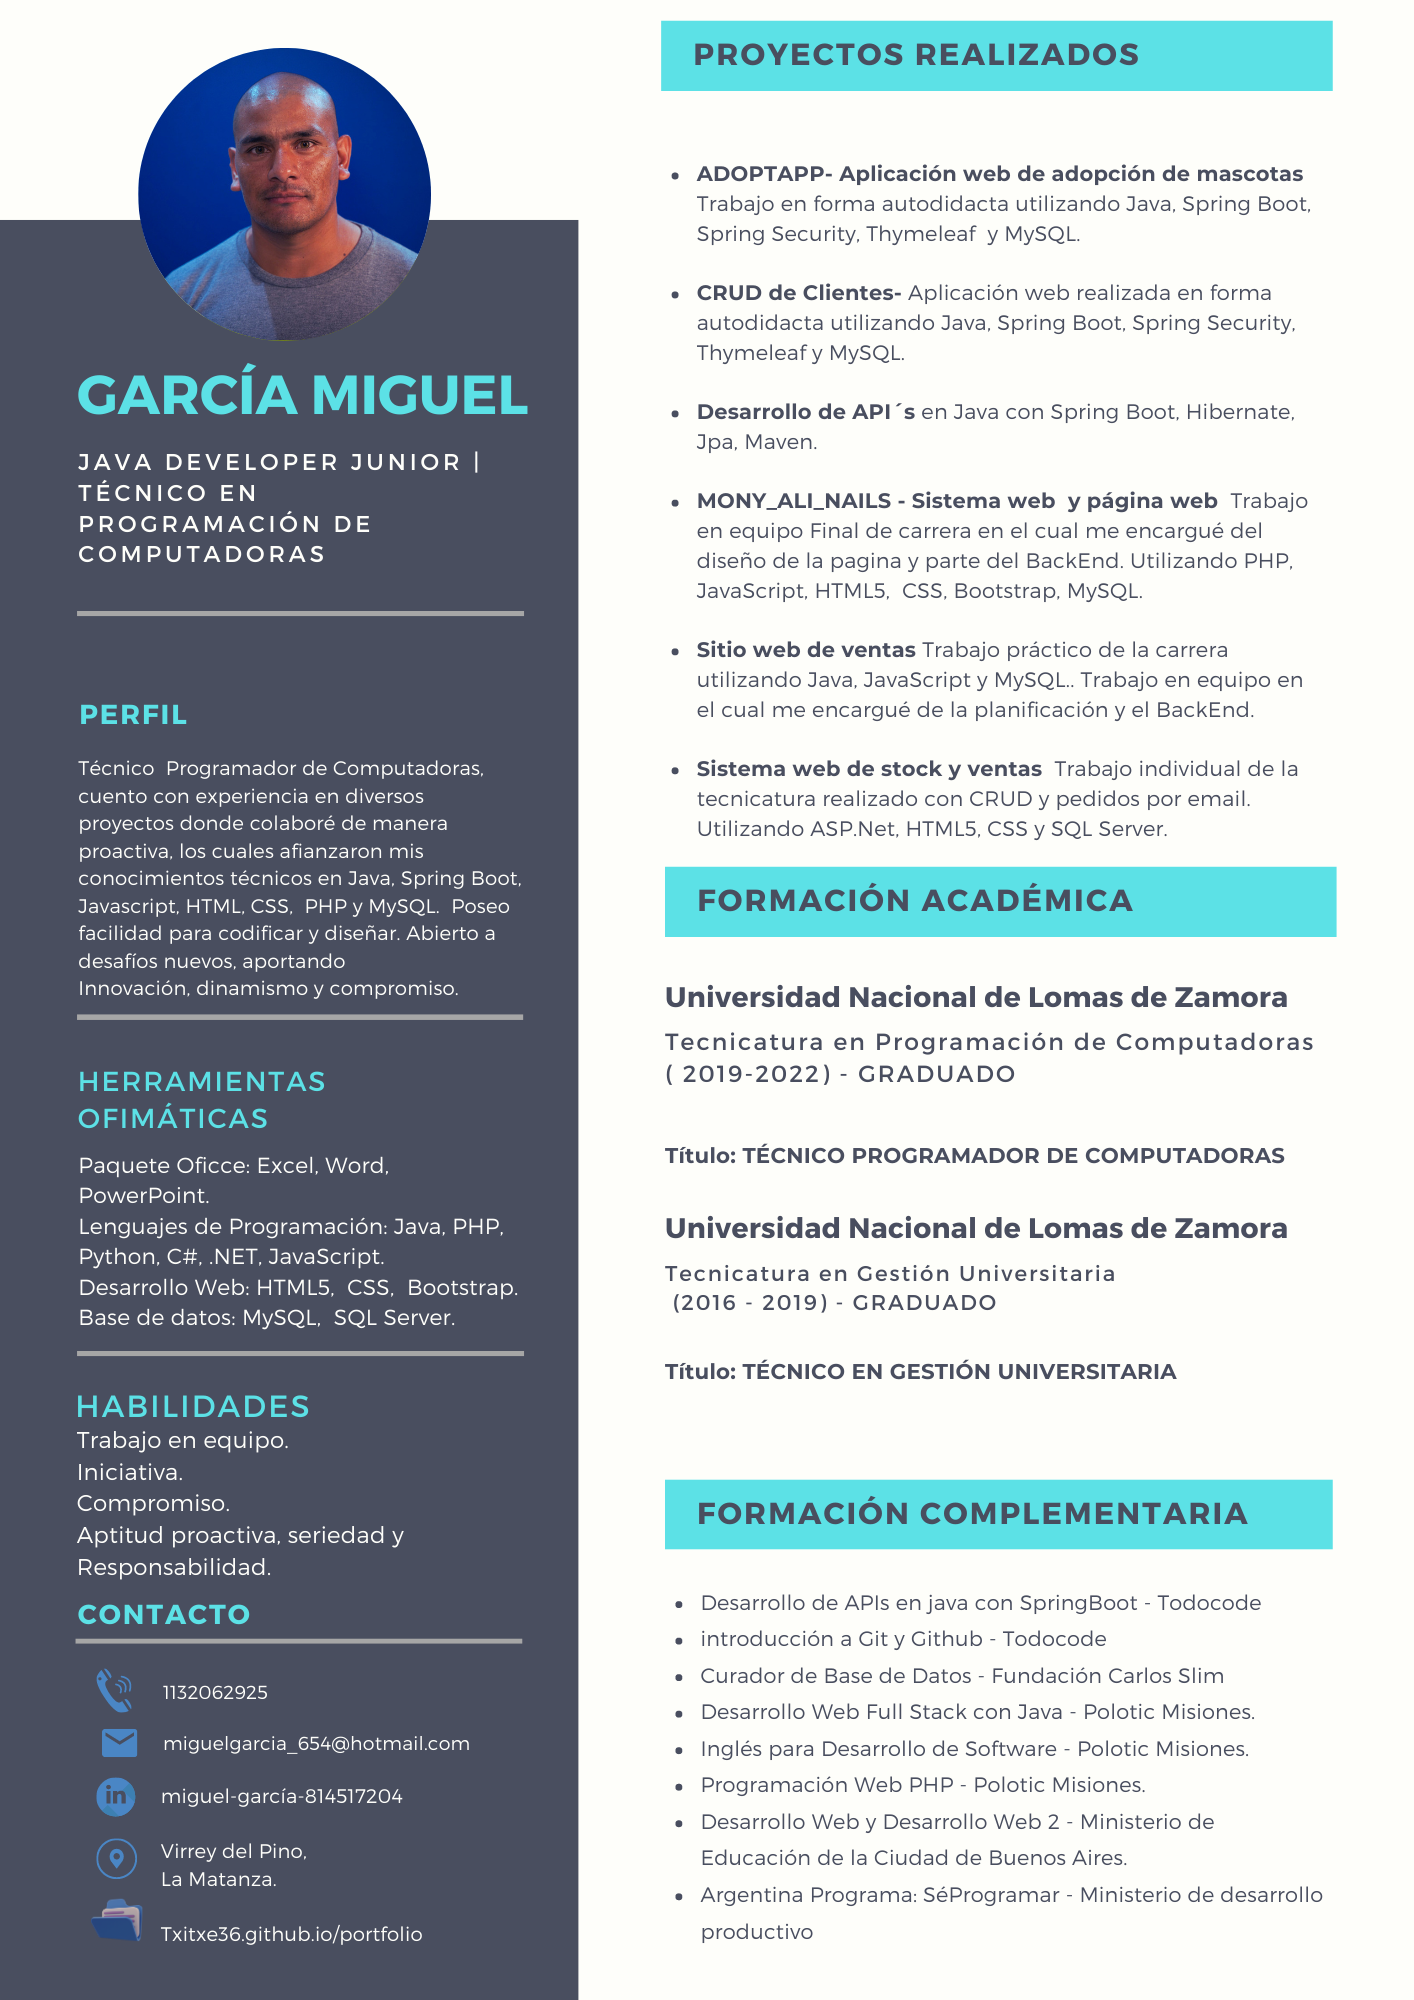 GARCÍA MIGUEL
JAVA DEVELOPER JUNIOR |
TÉCNICO EN
PROGRAMACIÓN DE
COMPUTADORAS
PERFIL
Técnico  Programador de Computadoras,
cuento con experiencia en diversos
proyectos donde colaboré de manera
proactiva, los cuales afianzaron mis
conocimientos técnicos en Java, Spring Boot,
Javascript, HTML, CSS,  PHP y MySQL.  Poseo
facilidad para codificar y diseñar. Abierto a
desafíos nuevos, aportando
Innovación, dinamismo y compromiso.
HERRAMIENTAS
OFIMÁTICAS
Paquete Oficce: Excel, Word,
PowerPoint.
Lenguajes de Programación: Java, PHP,
Python, C#, .NET, JavaScript.
Desarrollo Web: HTML5,  CSS,  Bootstrap.
Base de datos: MySQL,  SQL Server.
HABILIDADES
Trabajo en equipo.
Iniciativa.
Compromiso.
Aptitud proactiva, seriedad y
Responsabilidad.
CONTACTO
1132062925
miguelgarcia_654@hotmail.com
in
miguel-garcía-814517204
Virrey del Pino,
La Matanza.
Txitxe36.github.io/portfolio
PROYECTOS REALIZADOS
• ADOPTAPP- Aplicación web de adopción de mascotas
Trabajo en forma autodidacta utilizando Java, Spring Boot,
Spring Security, Thymeleaf  y MySQL.
• CRUD de Clientes- Aplicación web realizada en forma
autodidacta utilizando Java, Spring Boot, Spring Security,
Thymeleaf y MySQL.
• Desarrollo de API´s en Java con Spring Boot, Hibernate,
Jpa, Maven.
• MONY_ALI_NAILS - Sistema web  y página web  Trabajo
en equipo Final de carrera en el cual me encargué del
diseño de la pagina y parte del BackEnd. Utilizando PHP,
JavaScript, HTML5,  CSS, Bootstrap, MySQL.
• Sitio web de ventas Trabajo práctico de la carrera
utilizando Java, JavaScript y MySQL.. Trabajo en equipo en
el cual me encargué de la planificación y el BackEnd.
• Sistema web de stock y ventas  Trabajo individual de la
tecnicatura realizado con CRUD y pedidos por email.
Utilizando ASP.Net, HTML5, CSS y SQL Server.
FORMACIÓN ACADÉMICA
Universidad Nacional de Lomas de Zamora
Tecnicatura en Programación de Computadoras
( 2019-2022) - GRADUADO
Título: TÉCNICO PROGRAMADOR DE COMPUTADORAS
Universidad Nacional de Lomas de Zamora
Tecnicatura en Gestión Universitaria
(2016 - 2019) - GRADUADO
Título: TÉCNICO EN GESTIÓN UNIVERSITARIA
FORMACIÓN COMPLEMENTARIA
• Desarrollo de APIs en java con SpringBoot - Todocode
• introducción a Git y Github - Todocode
• Curador de Base de Datos - Fundación Carlos Slim
• Desarrollo Web Full Stack con Java - Polotic Misiones.
• Inglés para Desarrollo de Software - Polotic Misiones.
• Programación Web PHP - Polotic Misiones.
• Desarrollo Web y Desarrollo Web 2 - Ministerio de
Educación de la Ciudad de Buenos Aires.
• Argentina Programa: SéProgramar - Ministerio de desarrollo
productivo